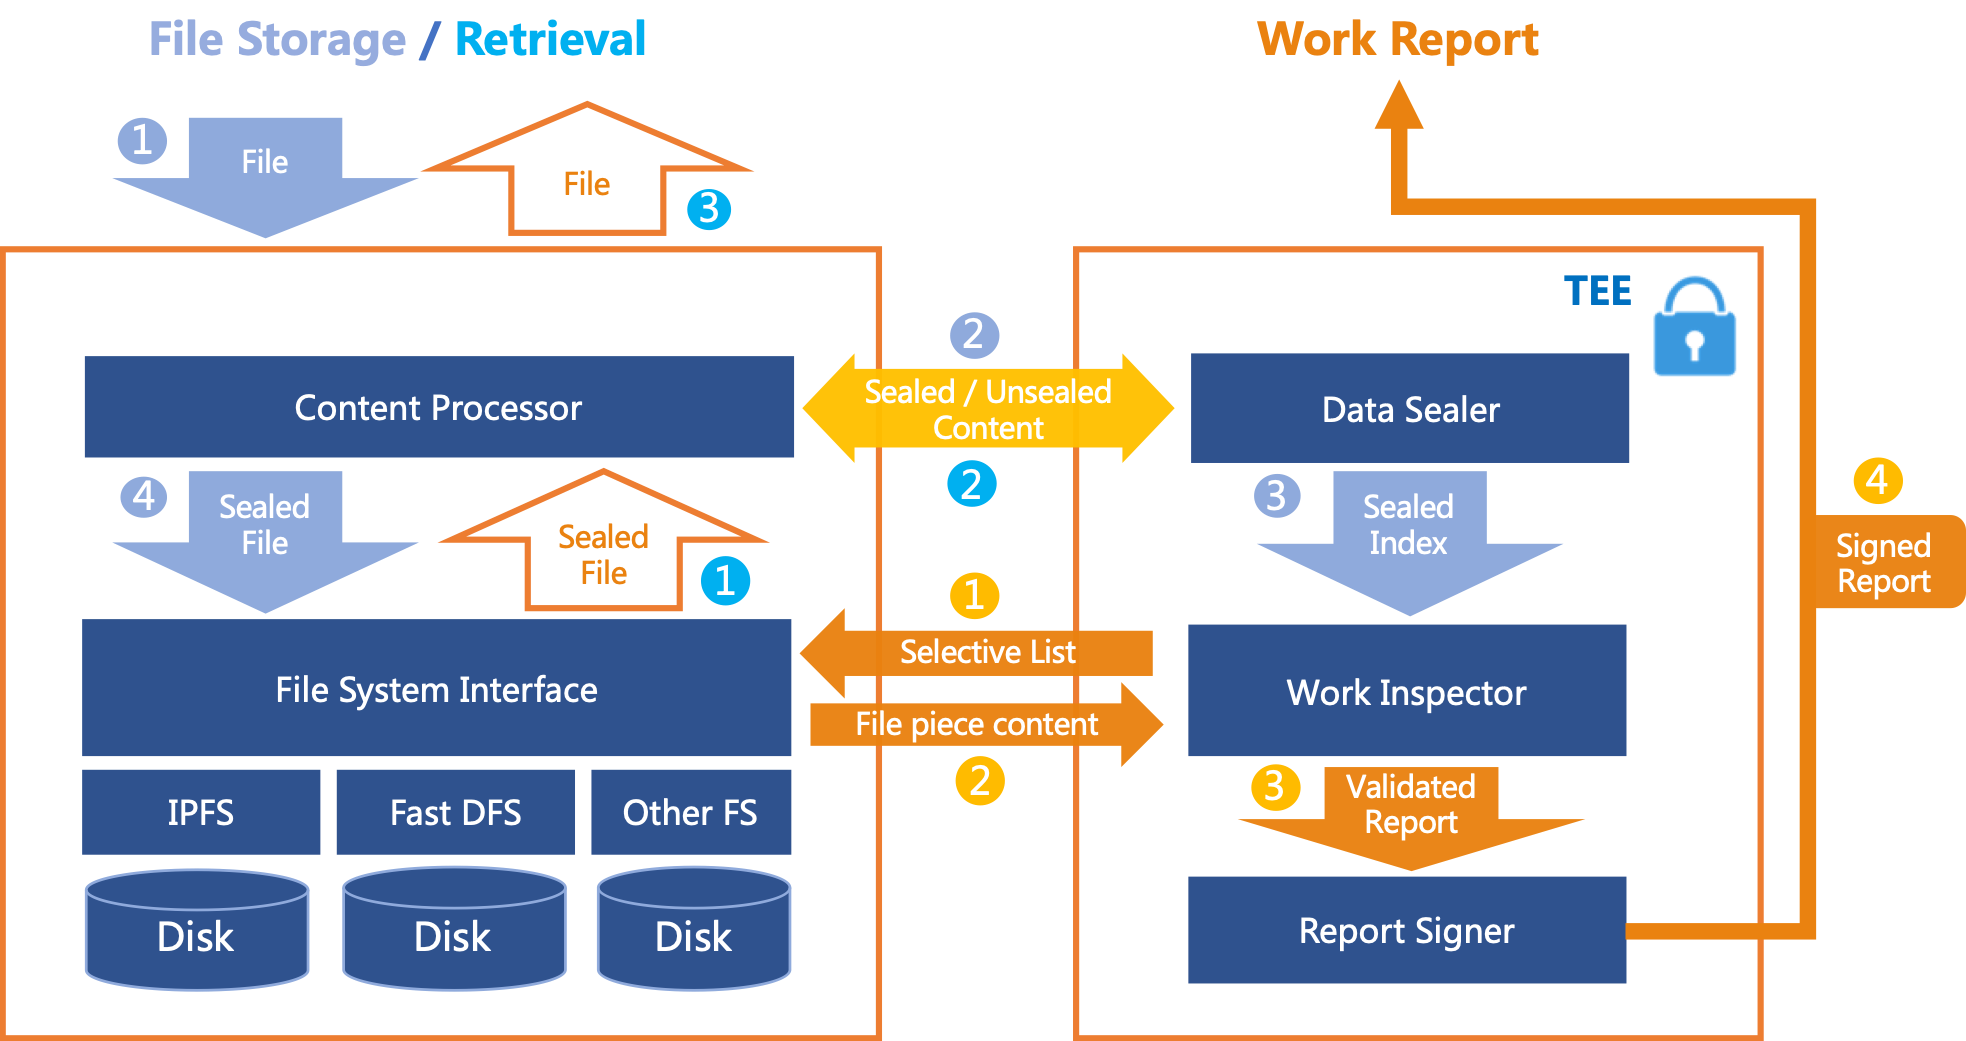 File Storage / Retrieval
Work Report
1
File
File
3
TEE
2
Content Processor
Sealed / Unsealed
Content
Data Sealer
2
4
Sealed
File
Sealed
File
1
3
Sealed
Index
4
Signed
Report
1
Selective List
File System Interface
File piece content
2
Work Inspector
3
Validated
Report
IPFS
Fast DFS
Other FS
Disk
Disk
Disk
Report Signer